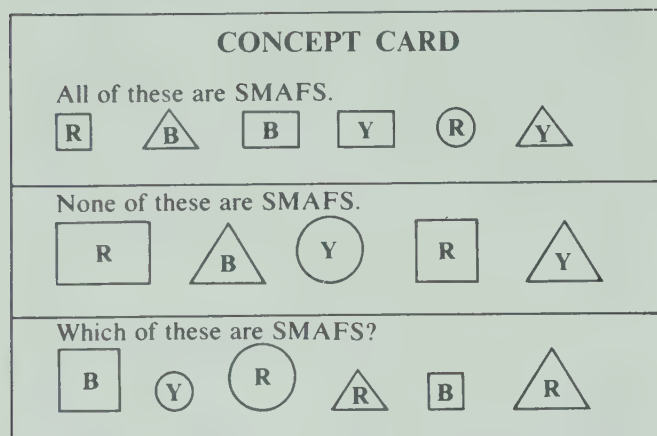 CONCEPT CARD
All of these are SMAFS.
R B B Y R Y
None of these are SMAFS.
R B Y R Y
Which of these are SMAFS?
B Y R R B R